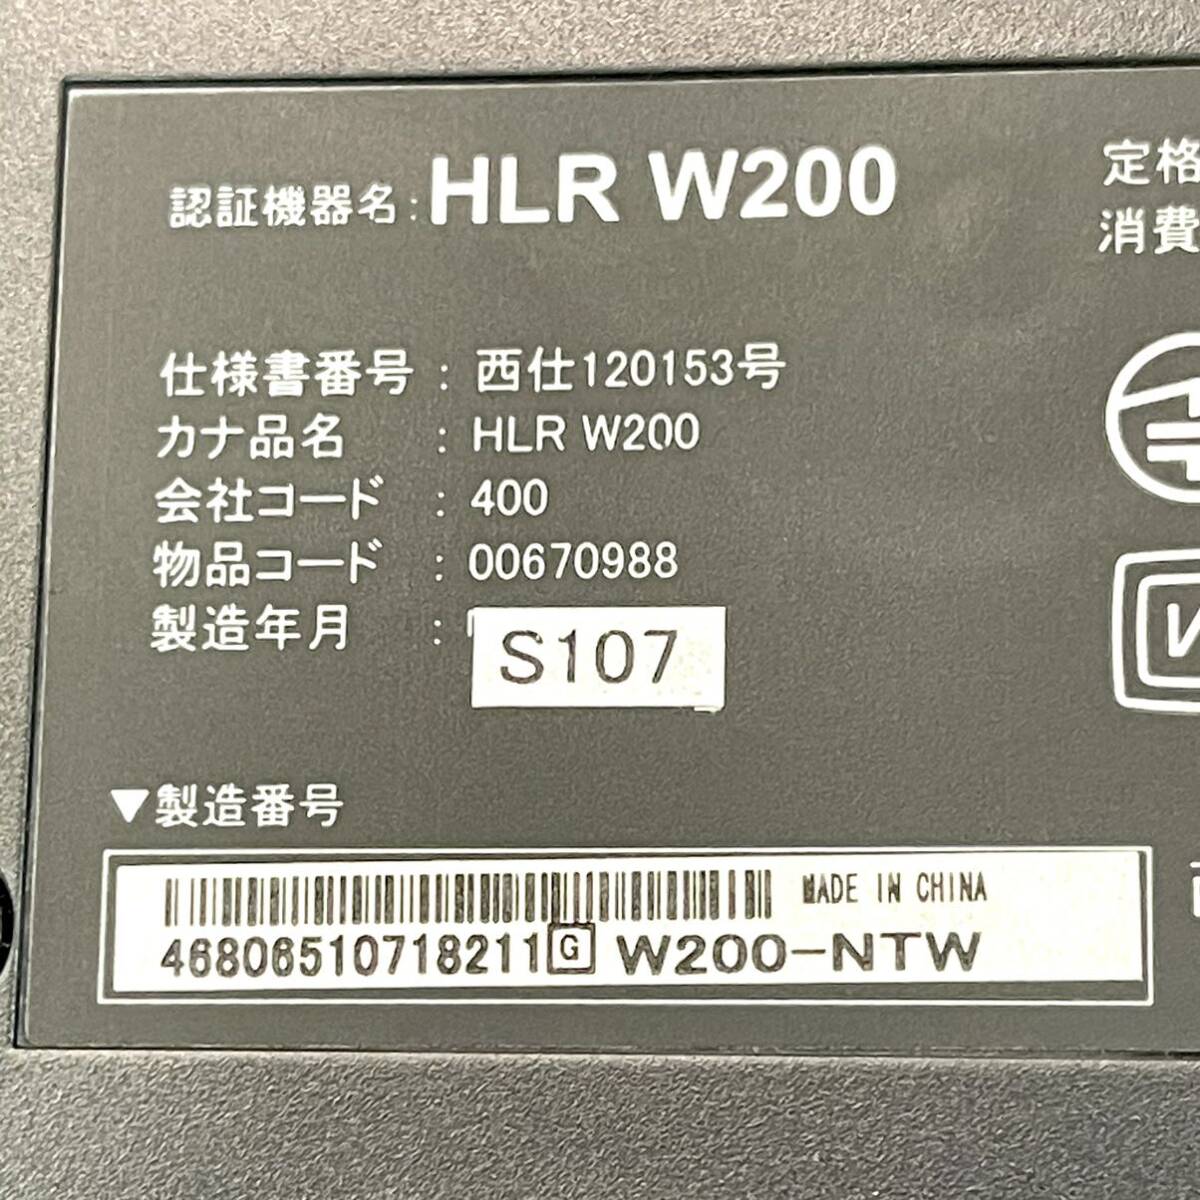 認証機器名:HLR W200
定格
消費
仕様書番号 : 西仕120153号
カナ品名 : HLR W200
会社コード : 400
物品コード : 00670988
製造年月 : S107
▼製造番号
MADE IN CHINA
46806510718211G W200-NTW